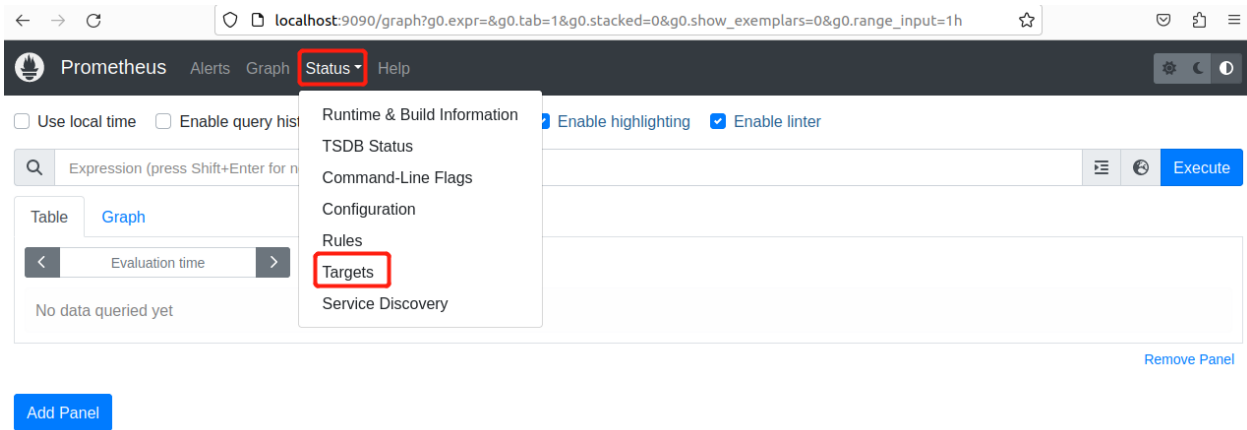 localhost:9090/graph?g0.expr=&g0.tab=1&g0.stacked=0&g0.show_exemplars=0&g0.range_input=1h
Prometheus Alerts Graph Status Help
Use local time Enable query hist Enable highlighting Enable linter
Runtime & Build Information
TSDB Status
Command-Line Flags
Configuration
Rules
Targets
Service Discovery
Expression (press Shift+Enter for n Execute
Table Graph
Evaluation time
No data queried yet
Remove Panel
Add Panel